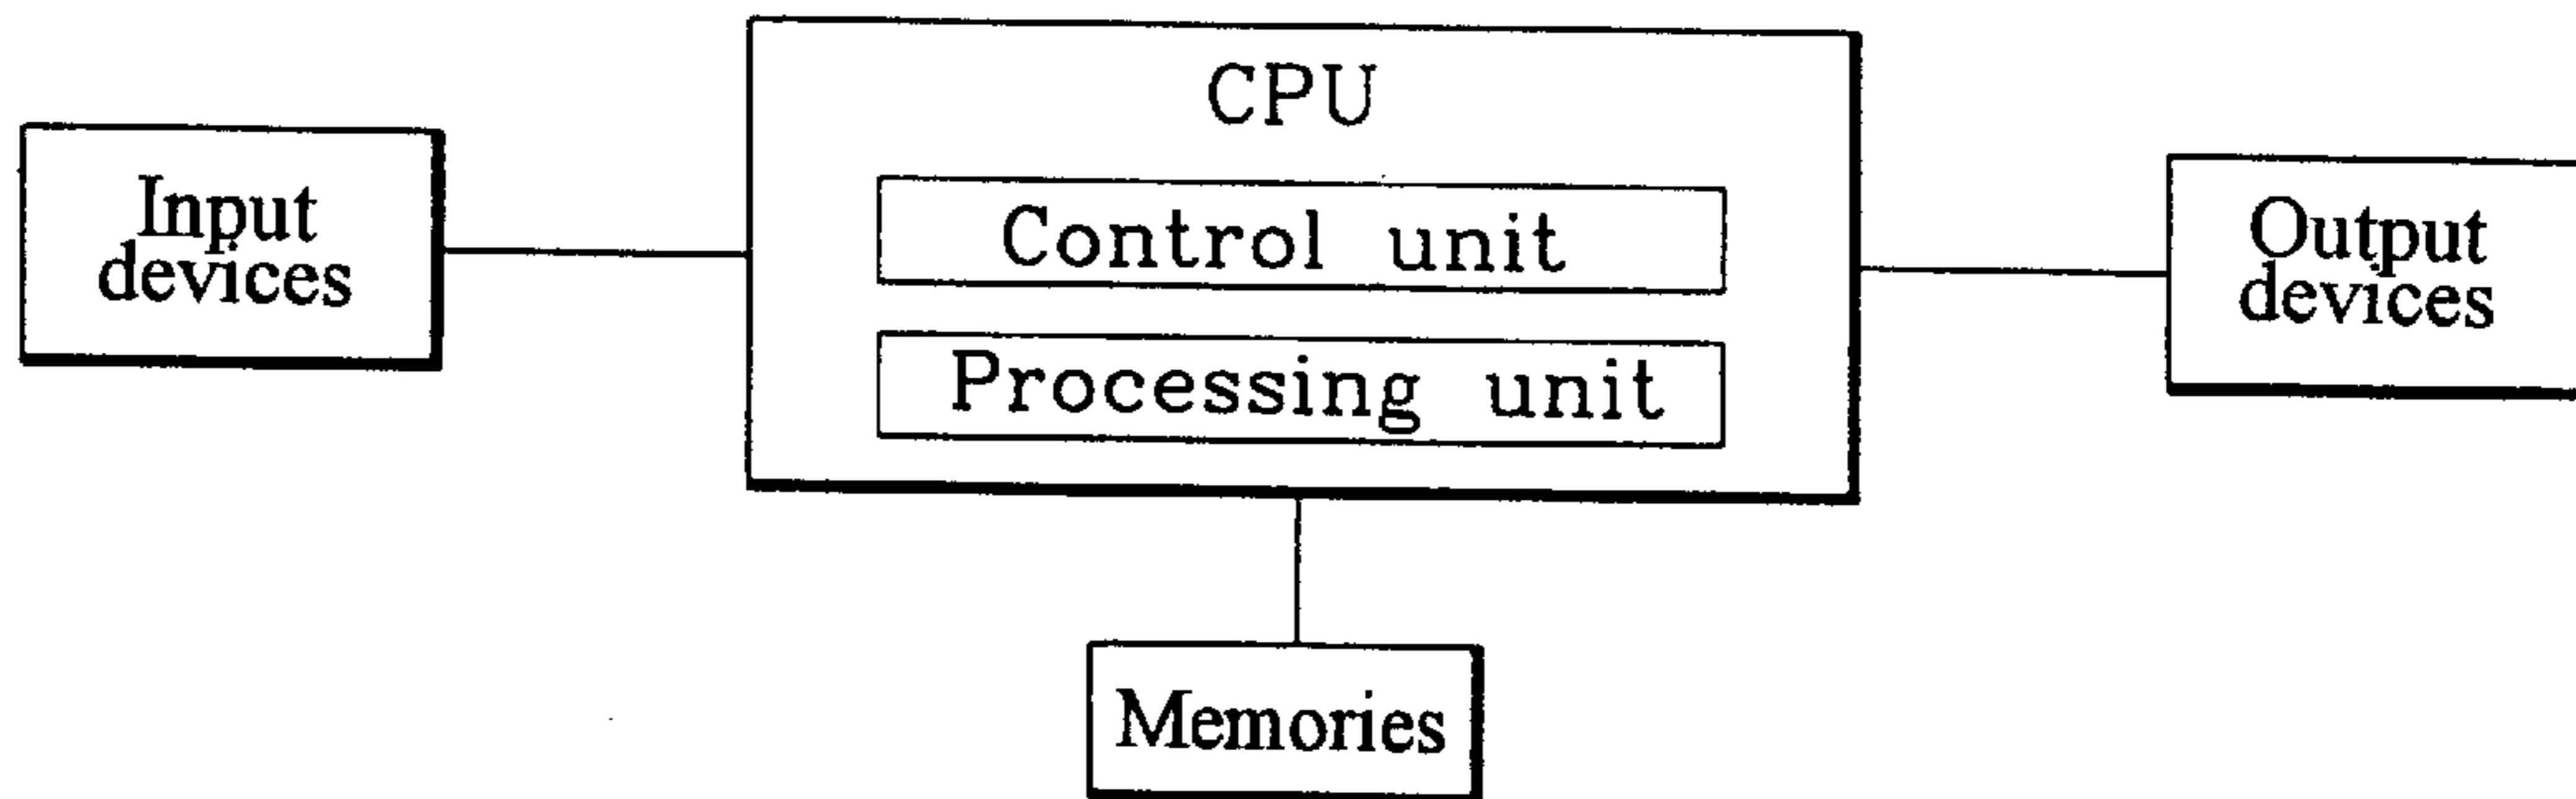 CPU
Input
devices
Control unit
Processing unit
Output
devices
Memories